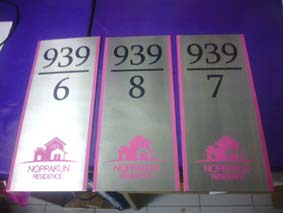 939
6
NOPPAKUN
RESIDENCE
939
8
NOPPAKUN
RESIDENCE
939
7
NOPPAKUN
RESIDENCE